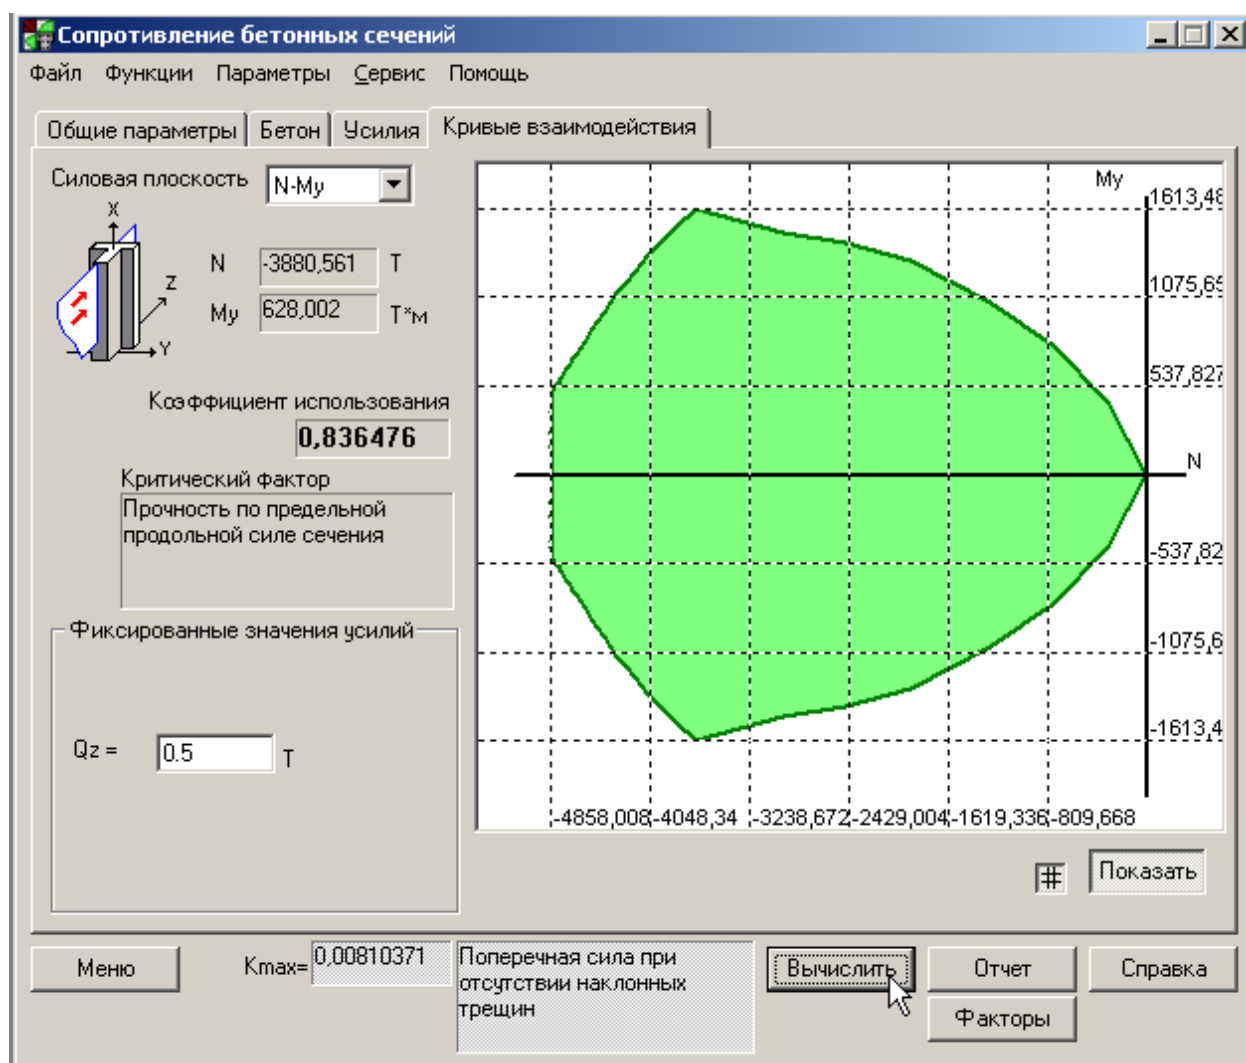 Сопротивление бетонных сечений
Файл Функции Параметры Сервис Помощь
Общие параметры Бетон Усилия Кривые взаимодействия
Силовая плоскость N-My
X
Z
Y
N -3880,561 Т
My 628,002 Т*м
Коэффициент использования
0,836476
Критический фактор
Прочность по предельной
продольной силе сечения
Фиксированные значения усилий
Qz = 0.5 Т
My
1613,48
1075,65
537,827
N
-537,82
-1075,6
-1613,4
-4858,008 -4048,34 -3238,672 -2429,004 -1619,336 -809,668
Показать
Меню
Kmax= 0,00810371
Поперечная сила при
отсутствии наклонных
трещин
Вычислить Отчет Справка
Факторы